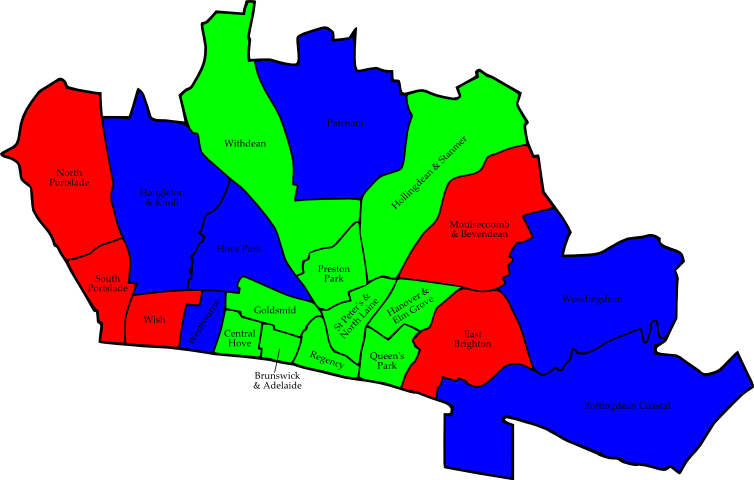 Patcham
Withdean
Hollingdean & Stanmer
North
Portslade
Hangleton
& Knoll
Moulsecoomb
& Bevendean
Hove Park
Preston
Park
South
Portslade
Woodingdean
Goldsmid
St Peter's &
North Laine
Hanover &
Elm Grove
Wish
Westbourne
Central
Hove
East
Brighton
Regency
Queen's
Park
Brunswick
& Adelaide
Rottingdean Coastal